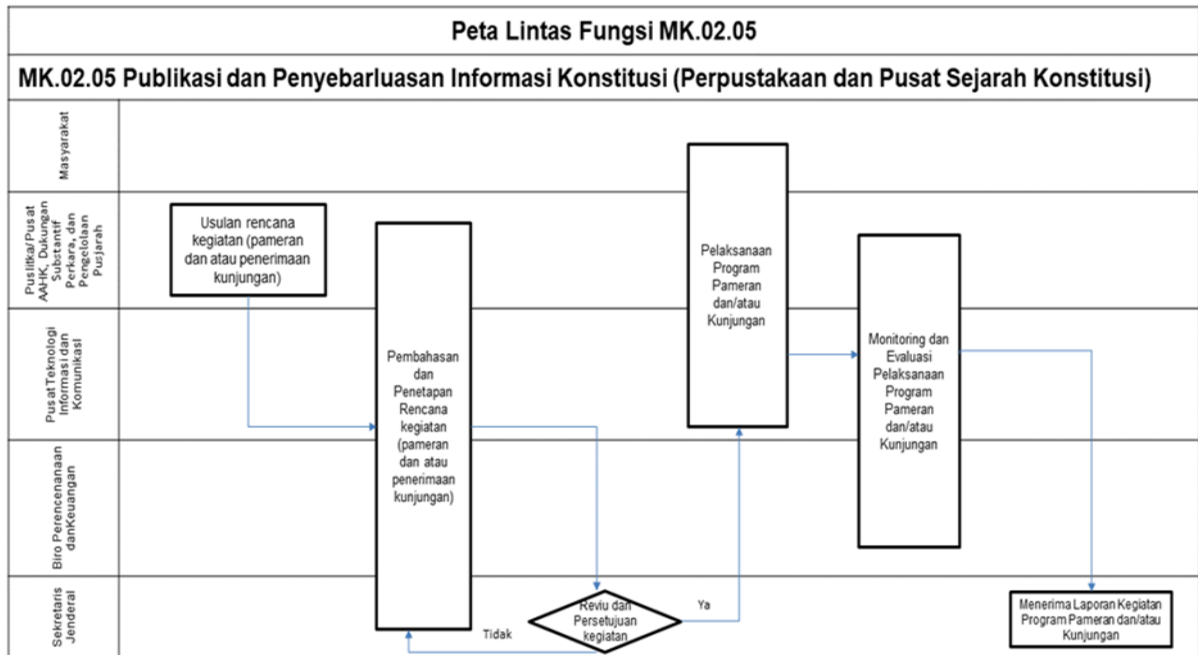 Peta Lintas Fungsi MK.02.05
MK.02.05 Publikasi dan Penyebarluasan Informasi Konstitusi (Perpustakaan dan Pusat Sejarah Konstitusi)
Masyarakat
Puslitka/Pusat
AAHK, Dukungan
Substantif
Perkara, dan
Pengelolaan
Pusjarah
Usulan rencana
kegiatan (pameran
dan atau penerimaan
kunjungan)
Pusat Teknologi
Informasi dan
Komunikasl
Biro Perencenanaan
danKeuangan
Sekretaris
Jenderal
Pembahasan
dan
Penetapan
Rencana
kegiatan
(pameran
dan atau
penerimaan
kunjungan)
Tidak
Reviu dan
Persetujuan
kegiatan
Ya
Pelaksanaan
Program
Pameran
dan/atau
Kunjungan
Monitoring dan
Evaluasi
Pelaksanaan
Program
Pameran
dan/atau
Kunjungan
Menerima Laporan Kegiatan
Program Pameran dan/atau
Kunjungan